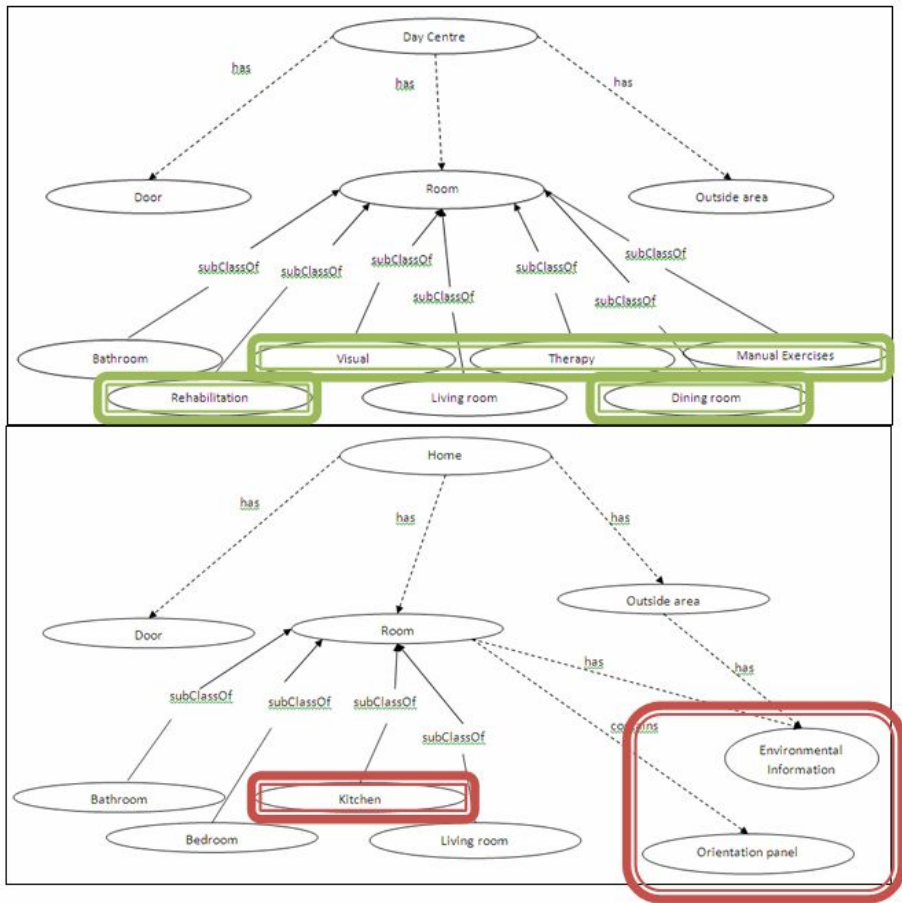 Day Centre
has
has
has
Door
Room
Outside area
subClassOf
subClassOf
subClassOf
subClassOf
subClassOf
subClassOf
subClassOf
Bathroom
Visual
Therapy
Manual Exercises
Rehabilitation
Living room
Dining room
Home
has
has
has
Outside area
Door
Room
has
has
subClassOf
subClassOf
subClassOf
contains
subClassOf
Environmental
Information
Bathroom
Kitchen
Bedroom
Living room
Orientation panel